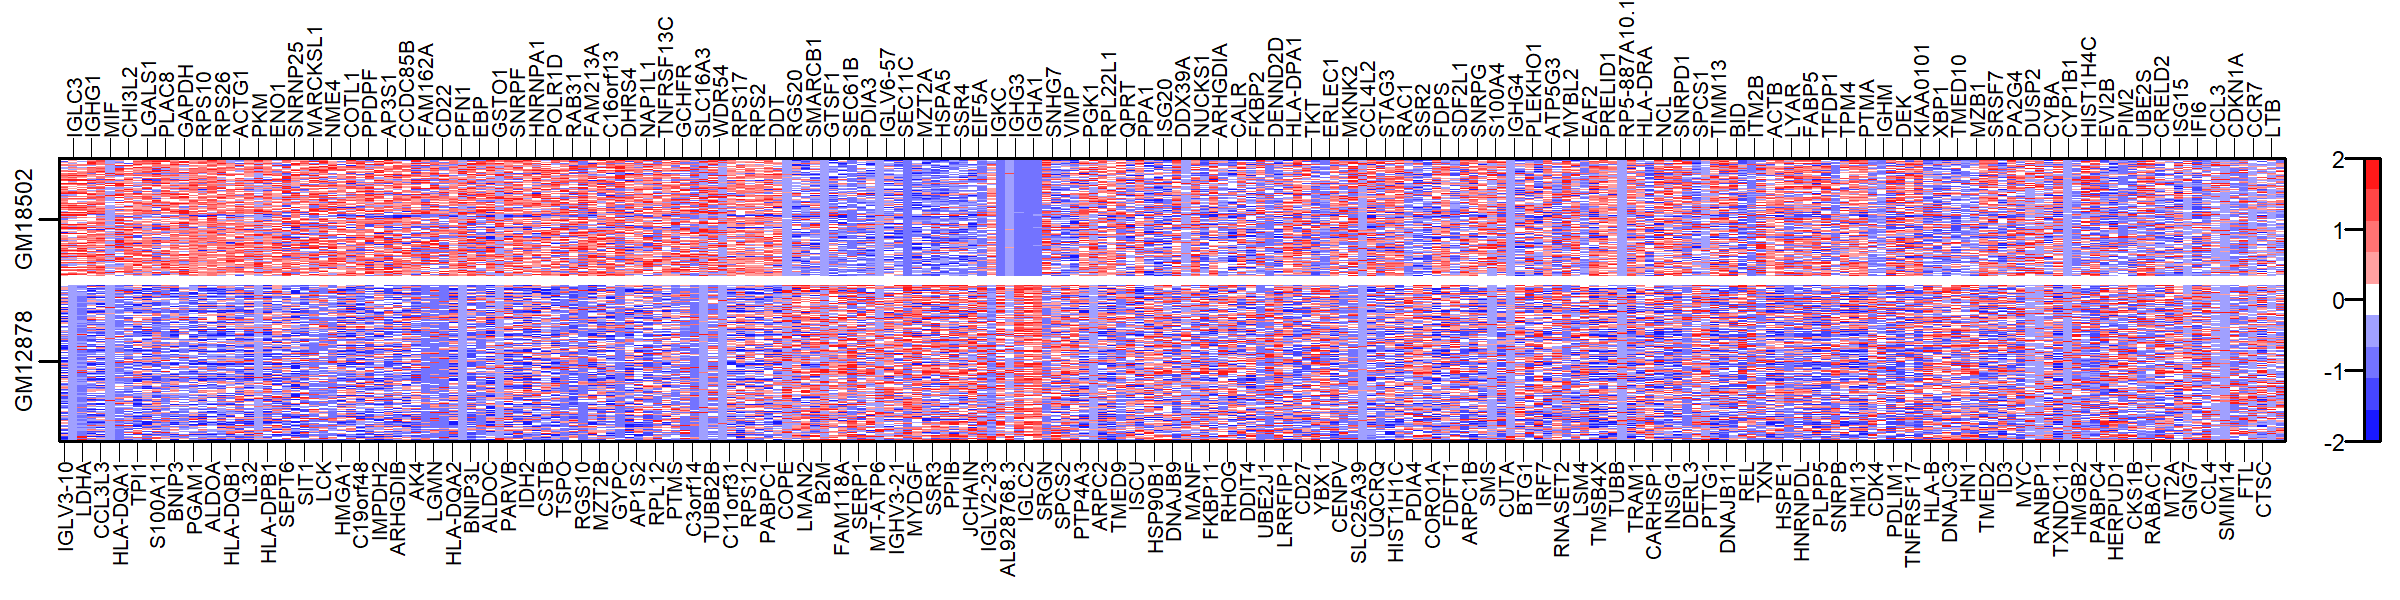 IGLC3
IGHG1
MIF
CHI3L2
LGALS1
PLAC8
GAPDH
RPS10
RPS26
ACTG1
PKM
ENO1
SNRNP25
MARCKSL1
NME4
COTL1
PPDPF
AP3S1
CCDC85B
FAM162A
CD22
PFN1
EBP
GSTO1
SNRPF
HNRNPA1
POLR1D
RAB31
FAM213A
C16orf13
DHRS4
NAP1L1
TNFRSF13C
GCHFR
SLC16A3
WDR54
RPS17
RPS2
DDT
RGS20
SMARCB1
GTSF1
SEC61B
PDIA3
IGLV6-57
SEC11C
MZT2A
HSPA5
SSR4
EIF5A
IGKC
IGHG3
IGHA1
SNHG7
VIMP
PGK1
RPL22L1
QPRT
PPA1
ISG20
DDX39A
NUCKS1
ARHGDIA
CALR
FKBP2
DENND2D
HLA-DPA1
TKT
ERLEC1
MKNK2
CCL4L2
STAG3
RAC1
SSR2
FDPS
SDF2L1
SNRPG
S100A4
IGHG4
PLEKHO1
ATP5G3
MYBL2
EAF2
PRELID1
RP5-887A10.1
HLA-DRA
NCL
SNRPD1
SPCS1
TIMM13
BID
ITM2B
ACTB
LYAR
FABP5
TFDP1
TPM4
PTMA
IGHM
DEK
KIAA0101
XBP1
TMED10
MZB1
SRSF7
PA2G4
DUSP2
CYBA
CYP1B1
HIST1H4C
EVI2B
PIM2
UBE2S
CRELD2
ISG15
IFI6
CCL3
CDKN1A
CCR7
LTB
GM18502
GM12878
2
1
0
-1
-2
IGLV3-10
LDHA
CCL3L3
HLA-DQA1
TPI1
S100A11
BNIP3
PGAM1
ALDOA
HLA-DQB1
IL32
HLA-DPB1
SEPT6
SIT1
LCK
HMGA1
C19orf48
IMPDH2
ARHGDIB
AK4
LGMN
HLA-DQA2
BNIP3L
ALDOC
PARVB
IDH2
CSTB
TSPO
RGS10
MZT2B
GYPC
AP1S2
RPL12
PTMS
C3orf14
TUBB2B
C11orf31
RPS12
PABPC1
COPE
LMAN2
B2M
FAM118A
SERP1
MT-ATP6
IGHV3-21
MYDGF
SSR3
PPIB
JCHAIN
IGLV2-23
AL928768.3
IGLC2
SRGN
SPCS2
PTP4A3
ARPC2
TMED9
ISCU
HSP90B1
DNAJB9
MANF
FKBP11
RHOG
DDIT4
UBE2J1
LRRFIP1
CD27
YBX1
CENPV
SLC25A39
UQCRQ
HIST1H1C
PDIA4
CORO1A
FDFT1
ARPC1B
SMS
CUTA
BTG1
IRF7
RNASET2
LSM4
TMSB4X
TUBB
TRAM1
CARHSP1
INSIG1
DERL3
PTTG1
DNAJB11
REL
TXN
HSPE1
HNRNPDL
PLPP5
SNRPB
HM13
CDK4
PDLIM1
TNFRSF17
HLA-B
DNAJC3
HN1
TMED2
ID3
MYC
RANBP1
TXNDC11
HMGB2
PABPC4
HERPUD1
CKS1B
RABAC1
MT2A
GNG7
CCL4
SMIM14
FTL
CTSC